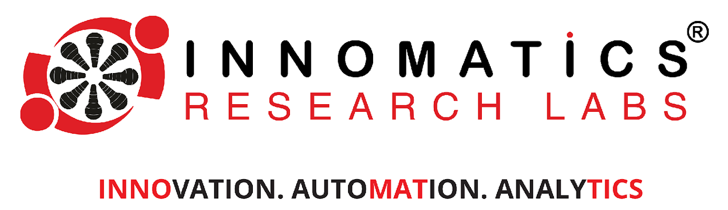 INNOMATiCS®
RESEARCH LABS
INNOVATION. AUTOMATION. ANALYTICS